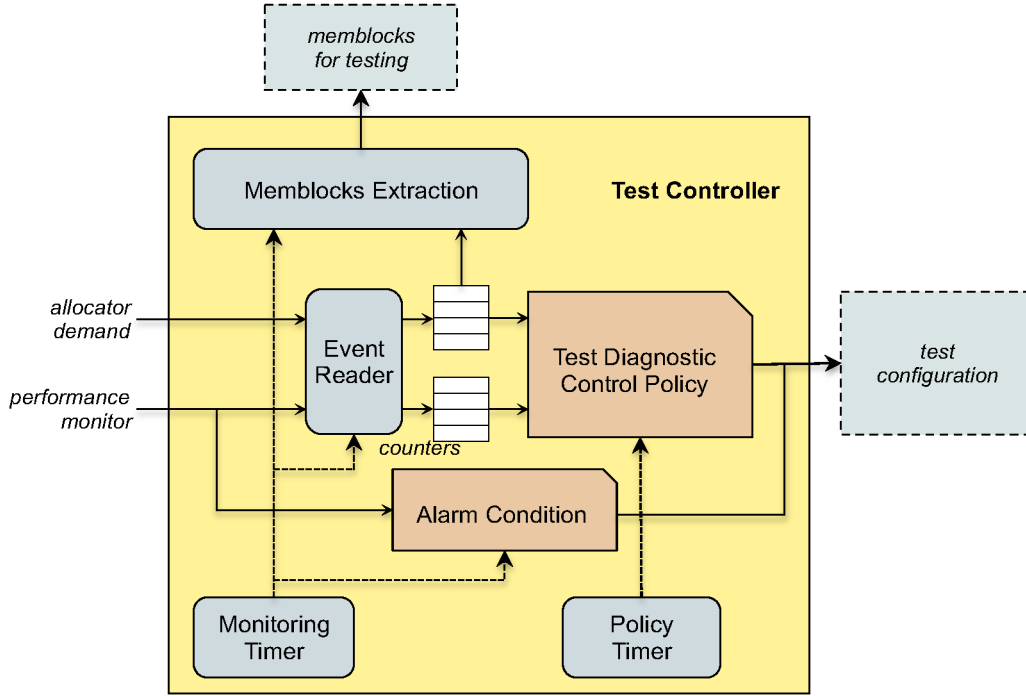 memblocks
for testing
Memblocks Extraction
Test Controller
allocator
demand
Event
Reader
Test Diagnostic
Control Policy
test
configuration
performance
monitor
counters
Alarm Condition
Monitoring
Timer
Policy
Timer